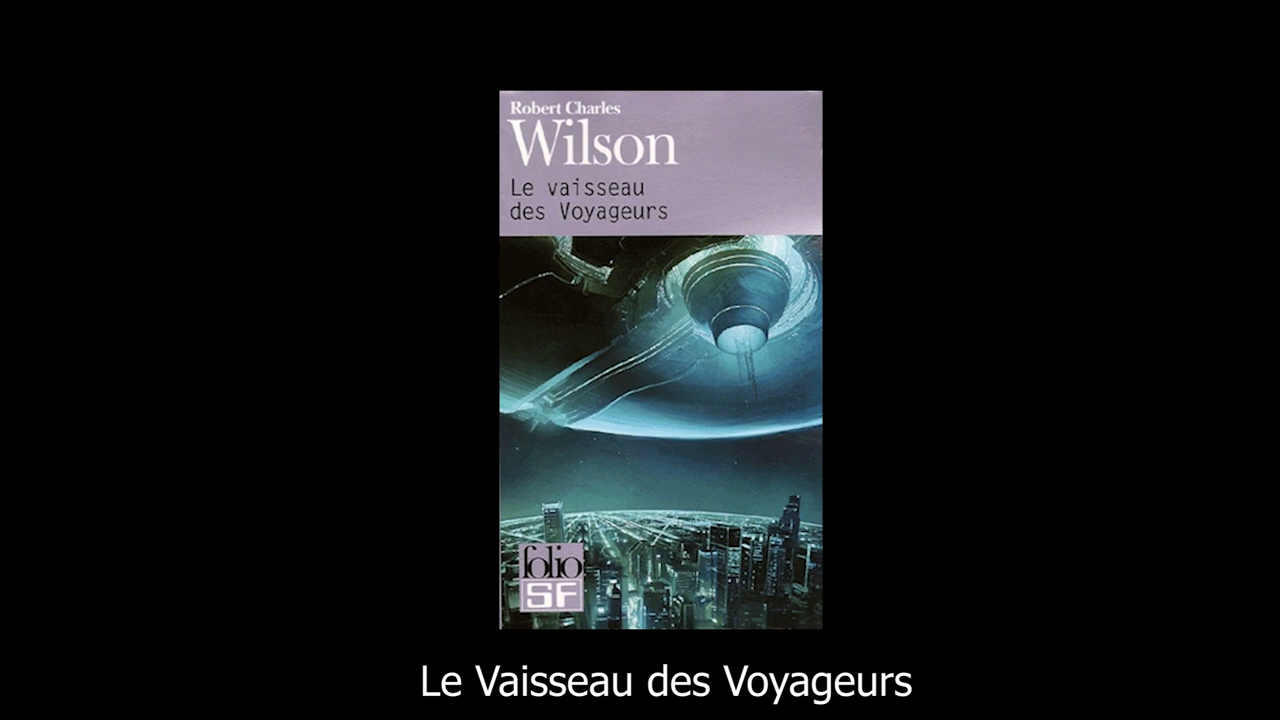 Robert Charles
Wilson
Le vaisseau
des Voyageurs
folio
SF
Le Vaisseau des Voyageurs